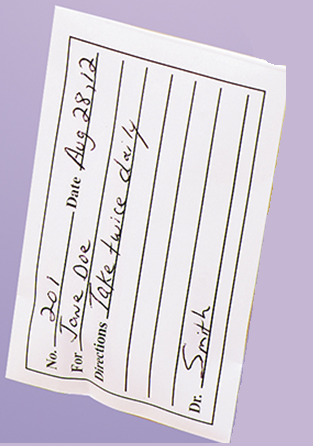 No. 201 Date Aug 28, 12
For Jane Doe
Directions Take twice daily
Dr. Smith